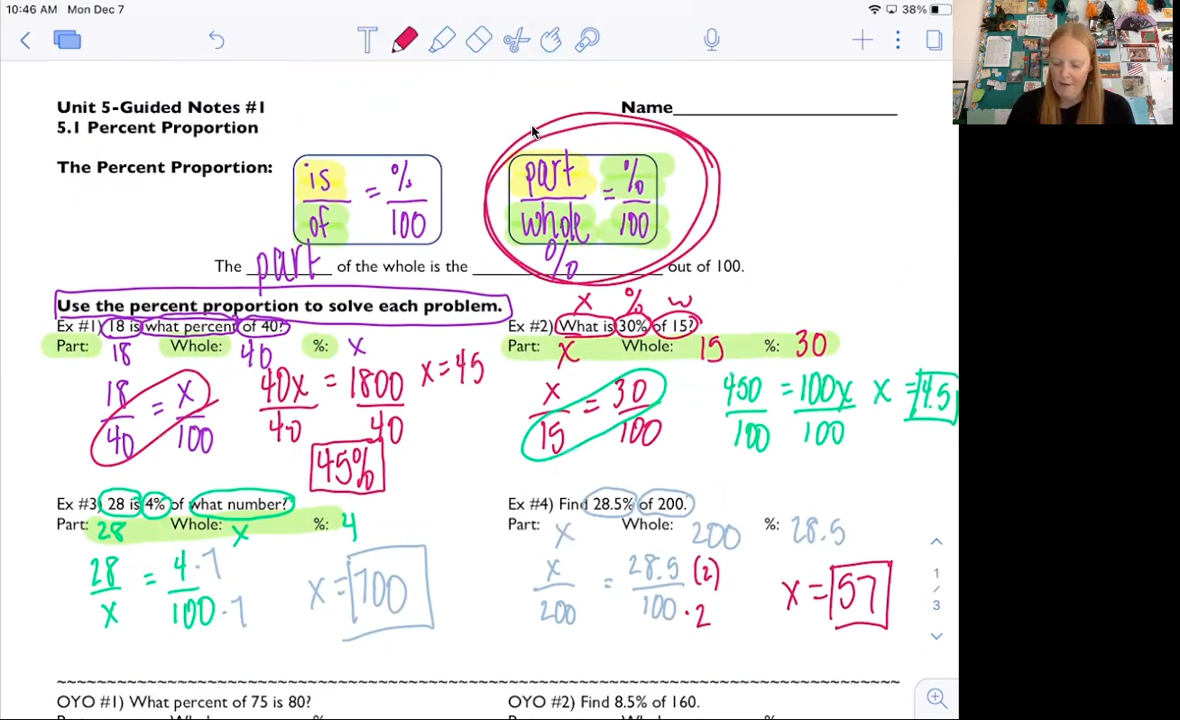 10:46 AM Mon Dec 7
38%
Unit 5-Guided Notes #1
Name
5.1 Percent Proportion
The Percent Proportion:
is/of = %/100
part/whole = %/100
The part of the whole is the % out of 100.
Use the percent proportion to solve each problem.
Ex #1) 18 is what percent of 40?
Part: 18 Whole: 40 %: x
18/40 = x/100
40x/40 = 1800/40
x=45
45%
x % w
Ex #2) What is 30% of 15?
Part: x Whole: 15 %: 30
x/15 = 30/100
450/100 = 100x/100
x = 4.5
Ex #3) 28 is 4% of what number?
Part: 28 Whole: x %: 4
28/x = 4·7/100·7
x = 700
Ex #4) Find 28.5% of 200.
Part: x Whole: 200 %: 28.5
x/200 = 28.5(2)/100·2
x = 57
1
/
3
~~~~~~~~~~~~~~~~~~~~~~~~~~~~~~~~~~~~~~~~~~~~~~~~~~~~~~~~~~~~~~~~~~~~~~~~~~~~~~~~~~~~
OYO #1) What percent of 75 is 80?
OYO #2) Find 8.5% of 160.